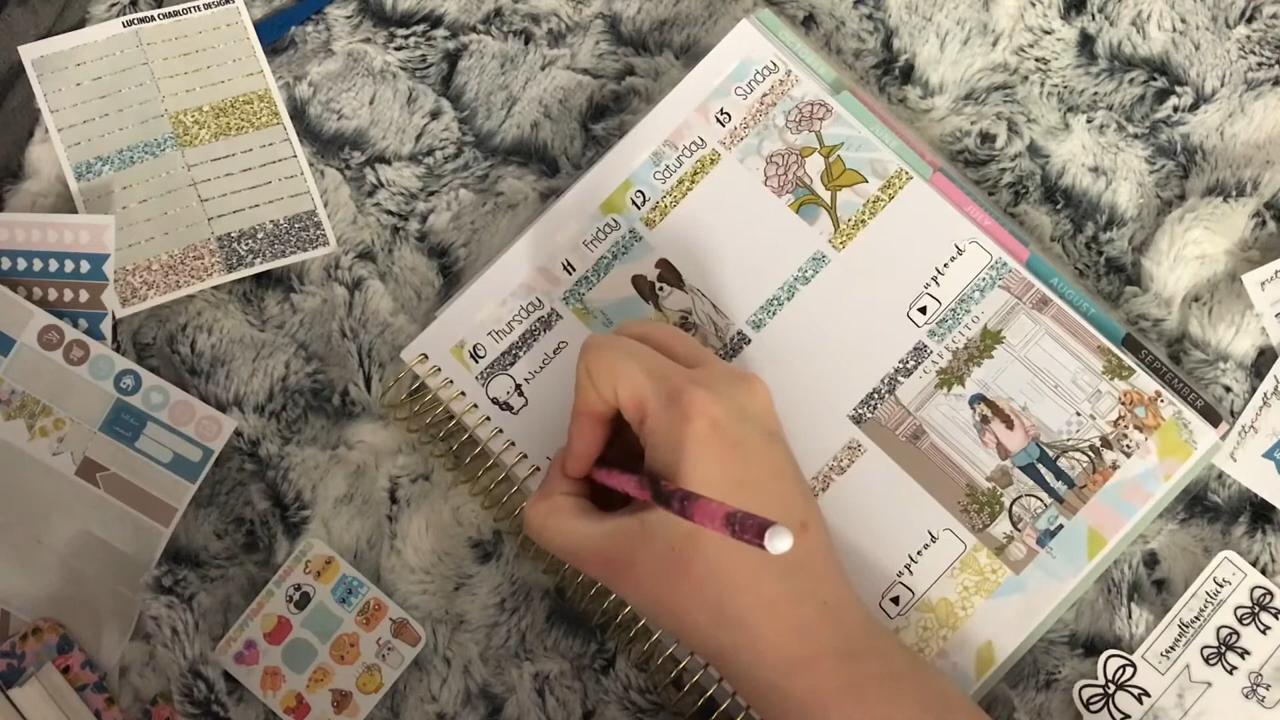 LUCINDA CHARLOTTE DESIGNS
13 Sunday
12 Saturday
11 Friday
10 Thursday
Nucleo
upload
upload
CAFECITO
JUNE
JULY
AUGUST
SEPTEMBER
samanthamaesticks